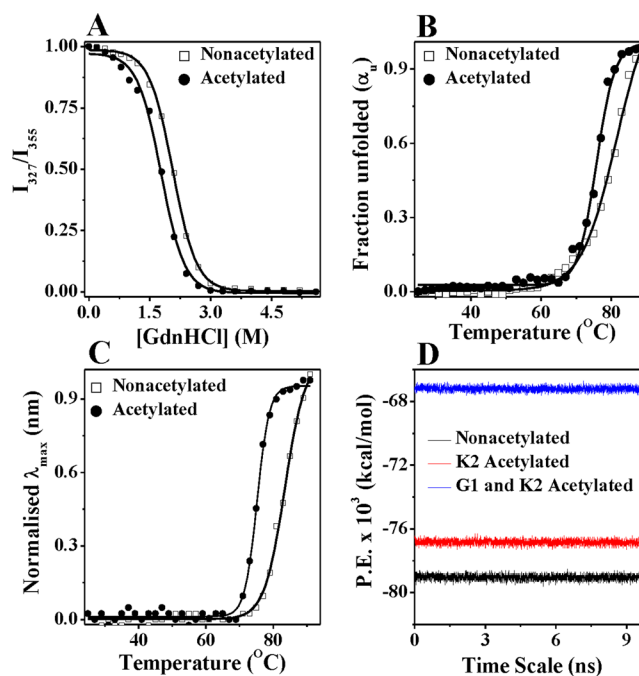 A
1.00
0.75
0.50
0.25
0.00
I327/I355
Nonacetylated
Acetylated
0.0 1.5 3.0 4.5
[GdnHCl] (M)
B
0.9
0.6
0.3
0.0
Fraction unfolded (αu)
Nonacetylated
Acetylated
40 60 80
Temperature (OC)
C
0.9
0.6
0.3
0.0
Normalised λmax (nm)
Nonacetylated
Acetylated
40 60 80
Temperature (OC)
D
-68
-72
-76
-80
P.E. x 10³ (kcal/mol)
Nonacetylated
K2 Acetylated
G1 and K2 Acetylated
0 3 6 9
Time Scale (ns)